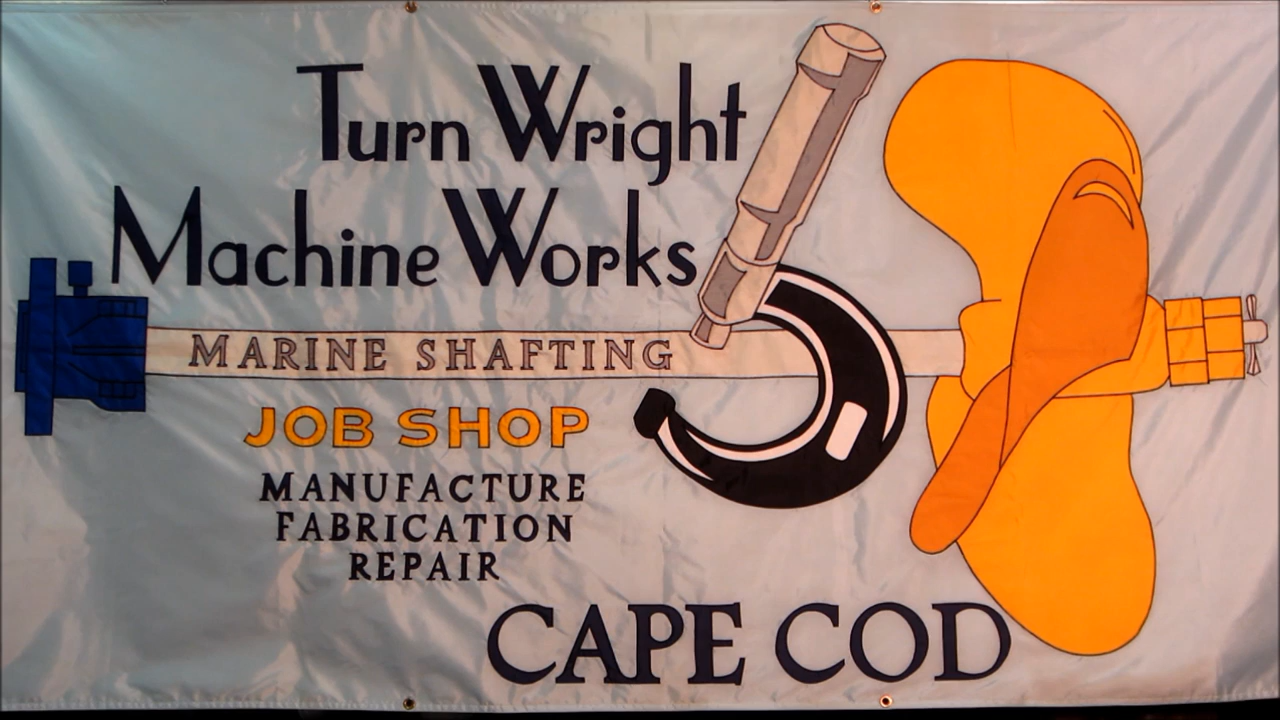 Turn Wright
Machine Works
MARINE SHAFTING
JOB SHOP
MANUFACTURE
FABRICATION
REPAIR
CAPE COD